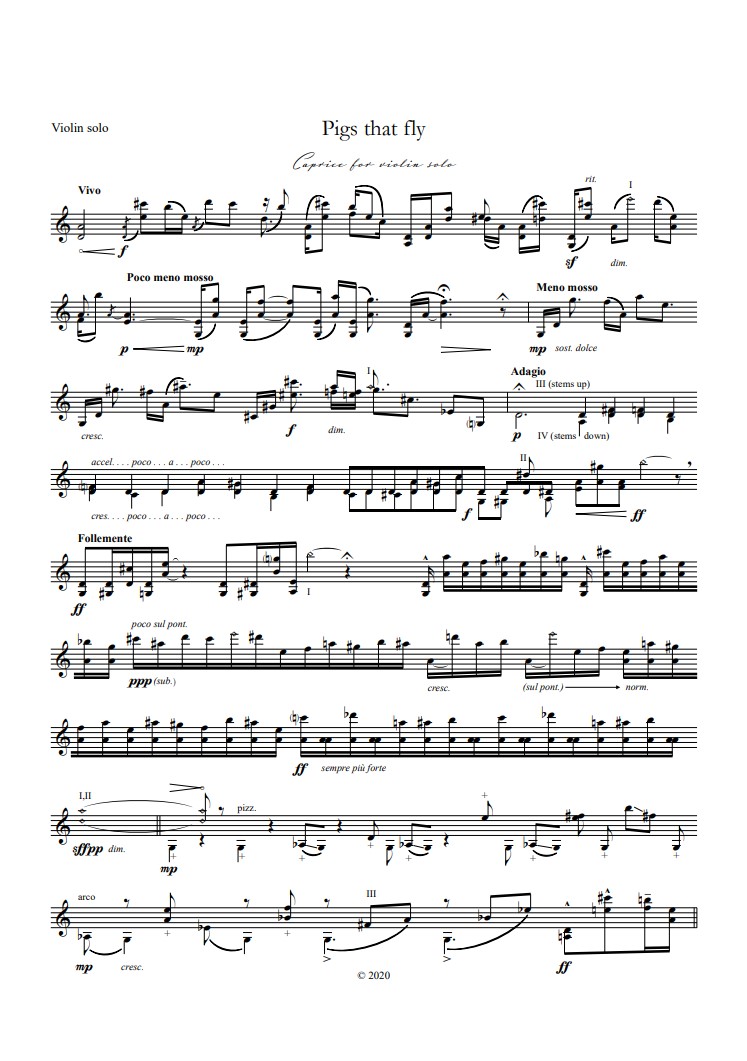 Violin solo
Pigs that fly
Caprice for violin solo
Vivo
rit.
I
f
sf
dim.
Poco meno mosso
Meno mosso
p
mp
mp
sost. dolce
I
Adagio
III (stems up)
cresc.
f
dim.
p
IV (stems down)
accel. . . . poco . . . a . . . poco . . .
II
cres. . . . poco . . . a . . . poco . . .
f
ff
Follemente
I
ff
poco sul pont.
ppp (sub.)
cresc.
(sul pont.)
norm.
ff
sempre più forte
I,II
pizz.
sffpp
dim.
mp
arco
III
mp
cresc.
ff
© 2020